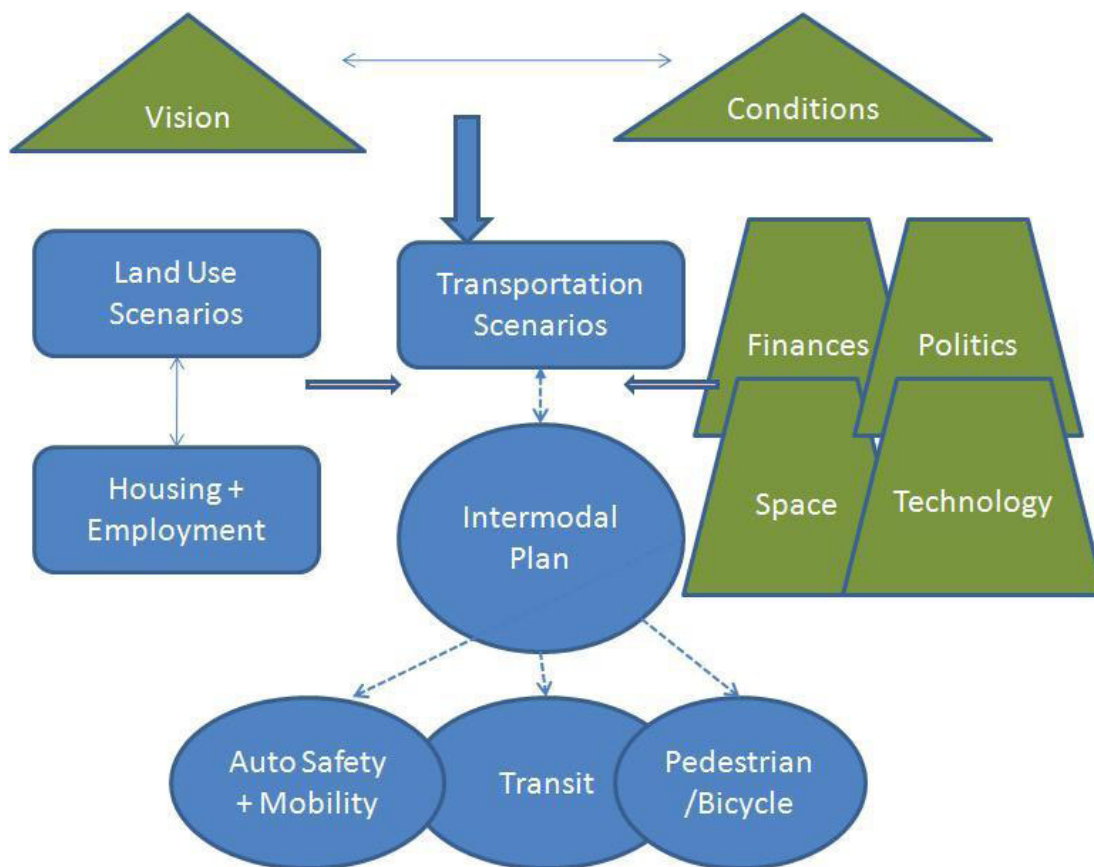 Vision
Conditions
Land Use
Scenarios
Transportation
Scenarios
Finances
Politics
Housing +
Employment
Intermodal
Plan
Space
Technology
Auto Safety
+ Mobility
Transit
Pedestrian
/Bicycle